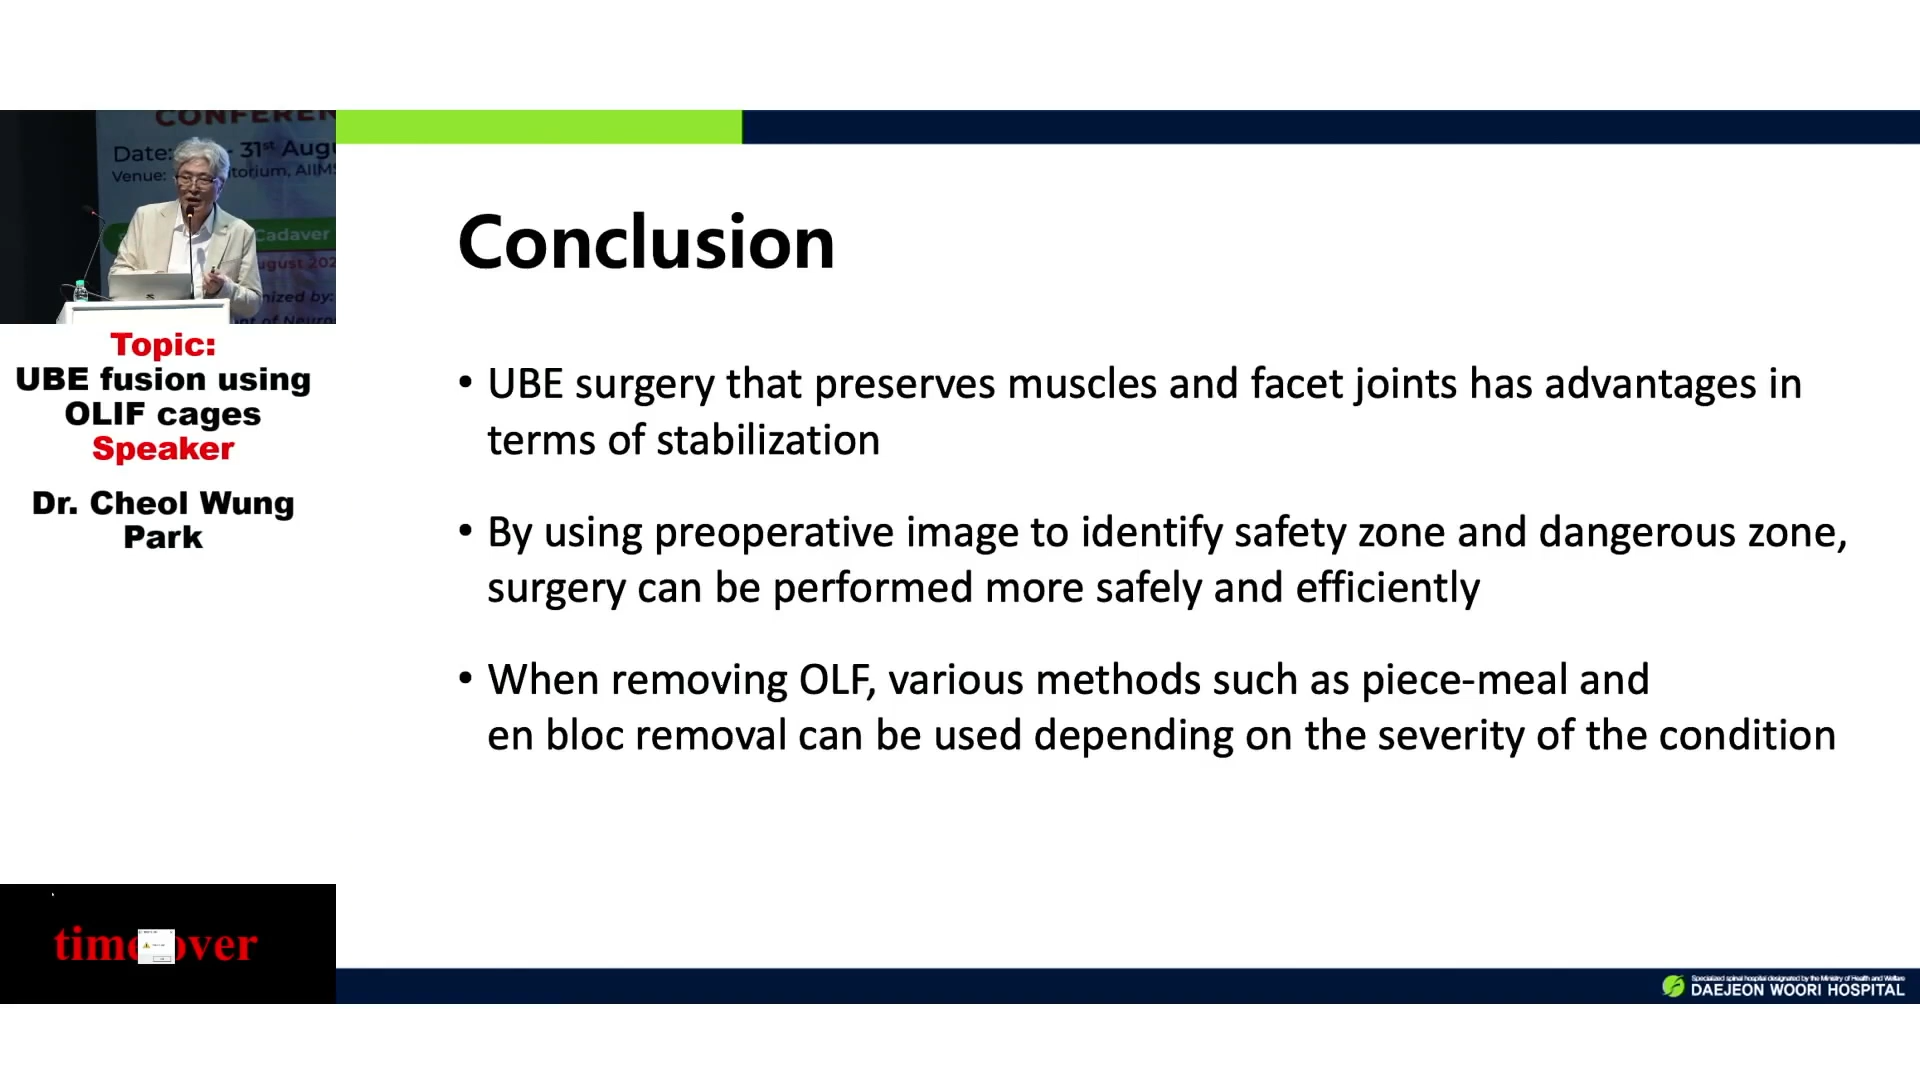 CONFEREN
Date: - 31st Augu
Venue: torium, AIIMS
Cadaver
ugust 202
nized by:
nt of Neuro
Topic:
UBE fusion using
OLIF cages
Speaker
Dr. Cheol Wung
Park
Conclusion
• UBE surgery that preserves muscles and facet joints has advantages in
terms of stabilization
• By using preoperative image to identify safety zone and dangerous zone,
surgery can be performed more safely and efficiently
• When removing OLF, various methods such as piece-meal and
en bloc removal can be used depending on the severity of the condition
time over
Specialized spinal hospital designated by the Ministry of Health and Welfare
DAEJEON WOORI HOSPITAL